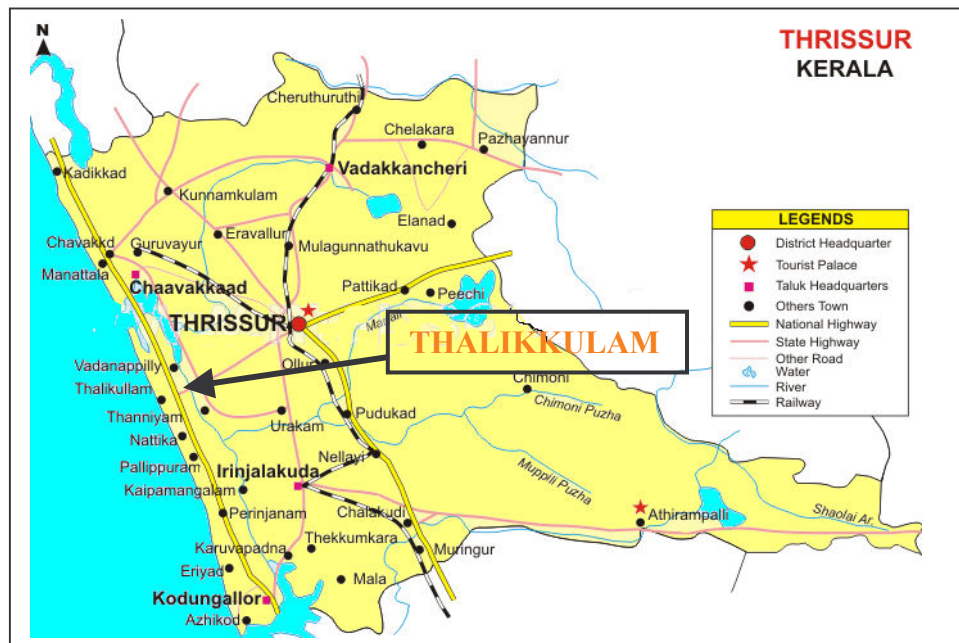 N
THRISSUR
KERALA
Cheruthuruthi
Chelakara
Pazhayannur
Vadakkancheri
Kadikkad
Kunnamkulam
Elanad
Eravallur
Mulagunnathukavu
Chavakkd
Guruvayur
Manattala
Chaavakkaad
Pattikad
Peechi
THRISSUR
THALIKKULAM
Vadanappilly
Ollur
Thalikullam
Chimoni
Chimoni Puzha
Thanniyam
Urakam
Pudukad
Nattika
Nellayi
Pallippuram
Irinjalakuda
Muppili Puzha
Kaipamangalam
Perinjanam
Chalakudi
Athirampalli
Shaolai Ar.
Karuvapadna
Thekkumkara
Muringur
Eriyad
Mala
Kodungallor
Azhikod
LEGENDS
District Headquarter
Tourist Palace
Taluk Headquarters
Others Town
National Highway
State Highway
Other Road
Water
River
Railway